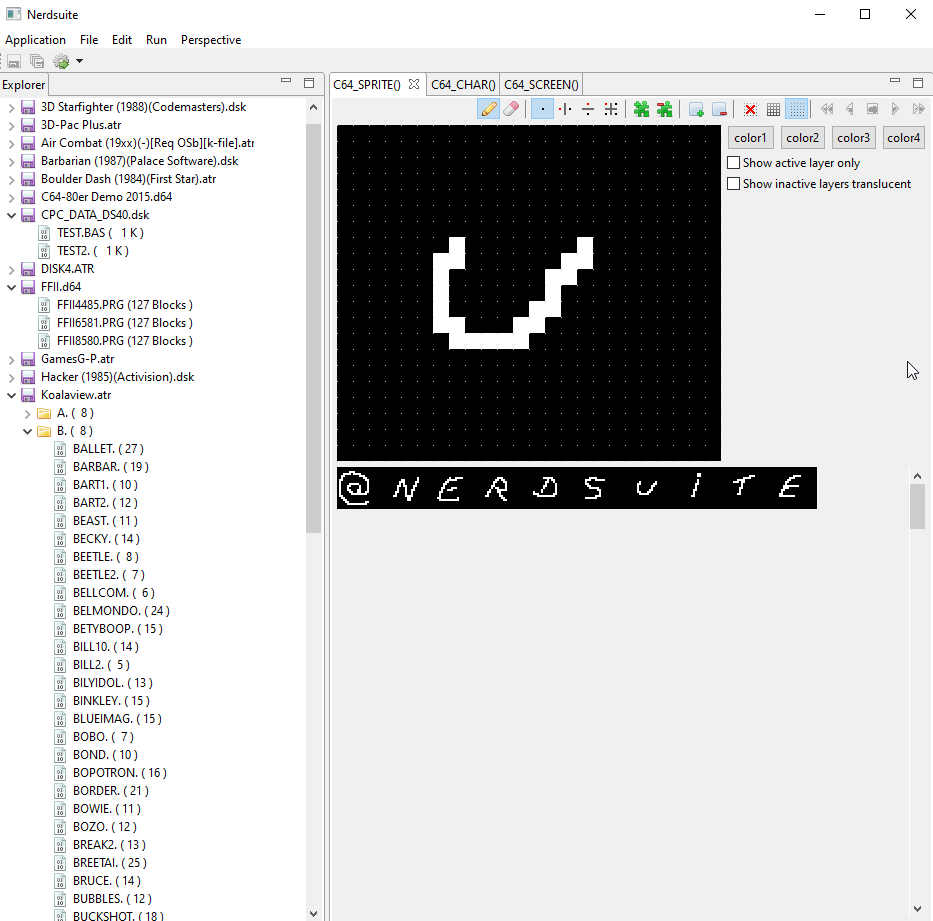 Nerdsuite
Application File Edit Run Perspective
Explorer
3D Starfighter (1988)(Codemasters).dsk
3D-Pac Plus.atr
Air Combat (19xx)(-)[Req OSb][k-file].atr
Barbarian (1987)(Palace Software).dsk
Boulder Dash (1984)(First Star).atr
C64-80er Demo 2015.d64
CPC_DATA_DS40.dsk
TEST.BAS ( 1 K )
TEST2. ( 1 K )
DISK4.ATR
FFII.d64
FFII4485.PRG (127 Blocks )
FFII6581.PRG (127 Blocks )
FFII8580.PRG (127 Blocks )
GamesG-P.atr
Hacker (1985)(Activision).dsk
Koalaview.atr
A. ( 8 )
B. ( 8 )
BALLET. ( 27 )
BARBAR. ( 19 )
BART1. ( 10 )
BART2. ( 12 )
BEAST. ( 11 )
BECKY. ( 14 )
BEETLE. ( 8 )
BEETLE2. ( 7 )
BELLCOM. ( 6 )
BELMONDO. ( 24 )
BETYBOOP. ( 15 )
BILL10. ( 14 )
BILL2. ( 5 )
BILYIDOL. ( 13 )
BINKLEY. ( 15 )
BLUEIMAG. ( 15 )
BOBO. ( 7 )
BOND. ( 10 )
BOPOTRON. ( 16 )
BORDER. ( 21 )
BOWIE. ( 11 )
BOZO. ( 12 )
BREAK2. ( 13 )
BREETAI. ( 25 )
BRUCE. ( 14 )
BUBBLES. ( 12 )
BUCKSHOT. ( 18 )
C64_SPRITE() C64_CHAR() C64_SCREEN()
color1 color2 color3 color4
Show active layer only
Show inactive layers translucent
U
@ N E R D S U i T E